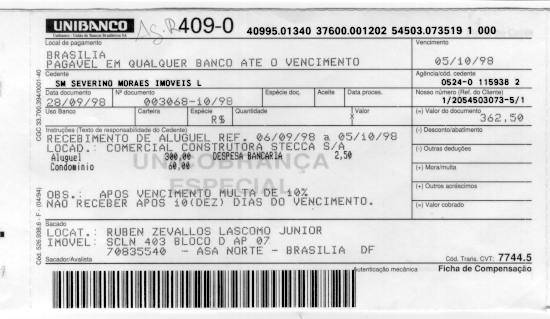 UNIBANCO 409-0 40995.01340 37600.001202 54503.073519 1 000
Unibanco - União de Bancos Brasileiros S.A.
Local de pagamento Vencimento
BRASILIA
PAGAVEL EM QUALQUER BANCO ATE O VENCIMENTO 05/10/98
Cedente Agência/cód. cedente
SM SEVERINO MORAES IMOVEIS L 0524-0 115938 2
Data documento Nº documento Espécie doc. Aceite Data proces. Nosso número (Ref. do Cliente)
28/09/98 003068-10/98 1/2054503073-5/1
Uso Banco Carteira Espécie Quantidade Valor (=) Valor do documento
R$ X 362,50
Instruções (Texto de responsabilidade do Cedente) (-) Desconto/abatimento
RECEBIMENTO DE ALUGUEL REF. 06/09/98 a 05/10/98
LOCAD.: COMERCIAL CONSTRUTORA STECCA S/A (-) Outras deduções
Aluguel 300,00 DESPESA BANCARIA 2,50
Condominio 60,00 (+) Mora/multa
UNICOBRANÇA
ESPECIAL
(+) Outros acréscimos
OBS.: APOS VENCIMENTO MULTA DE 10%
NAO RECEBER APOS 10(DEZ) DIAS DO VENCIMENTO. (=) Valor cobrado
Sacado
LOCAT.: RUBEN ZEVALLOS LASCOMO JUNIOR
IMOVEL: SCLN 403 BLOCO D AP 07
70835540 - ASA NORTE - BRASILIA DF
Sacador/Avalista Cód. Trans. CVT: 7744.5
autenticação mecânica Ficha de Compensação
CGC 33.700.394/0001-40
Cód. 526.938.6 - F - (04/94)